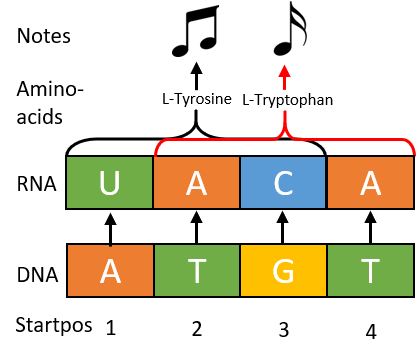 Notes
Amino-
acids
L-Tyrosine L-Tryptophan
RNA U A C A
DNA A T G T
Startpos 1 2 3 4